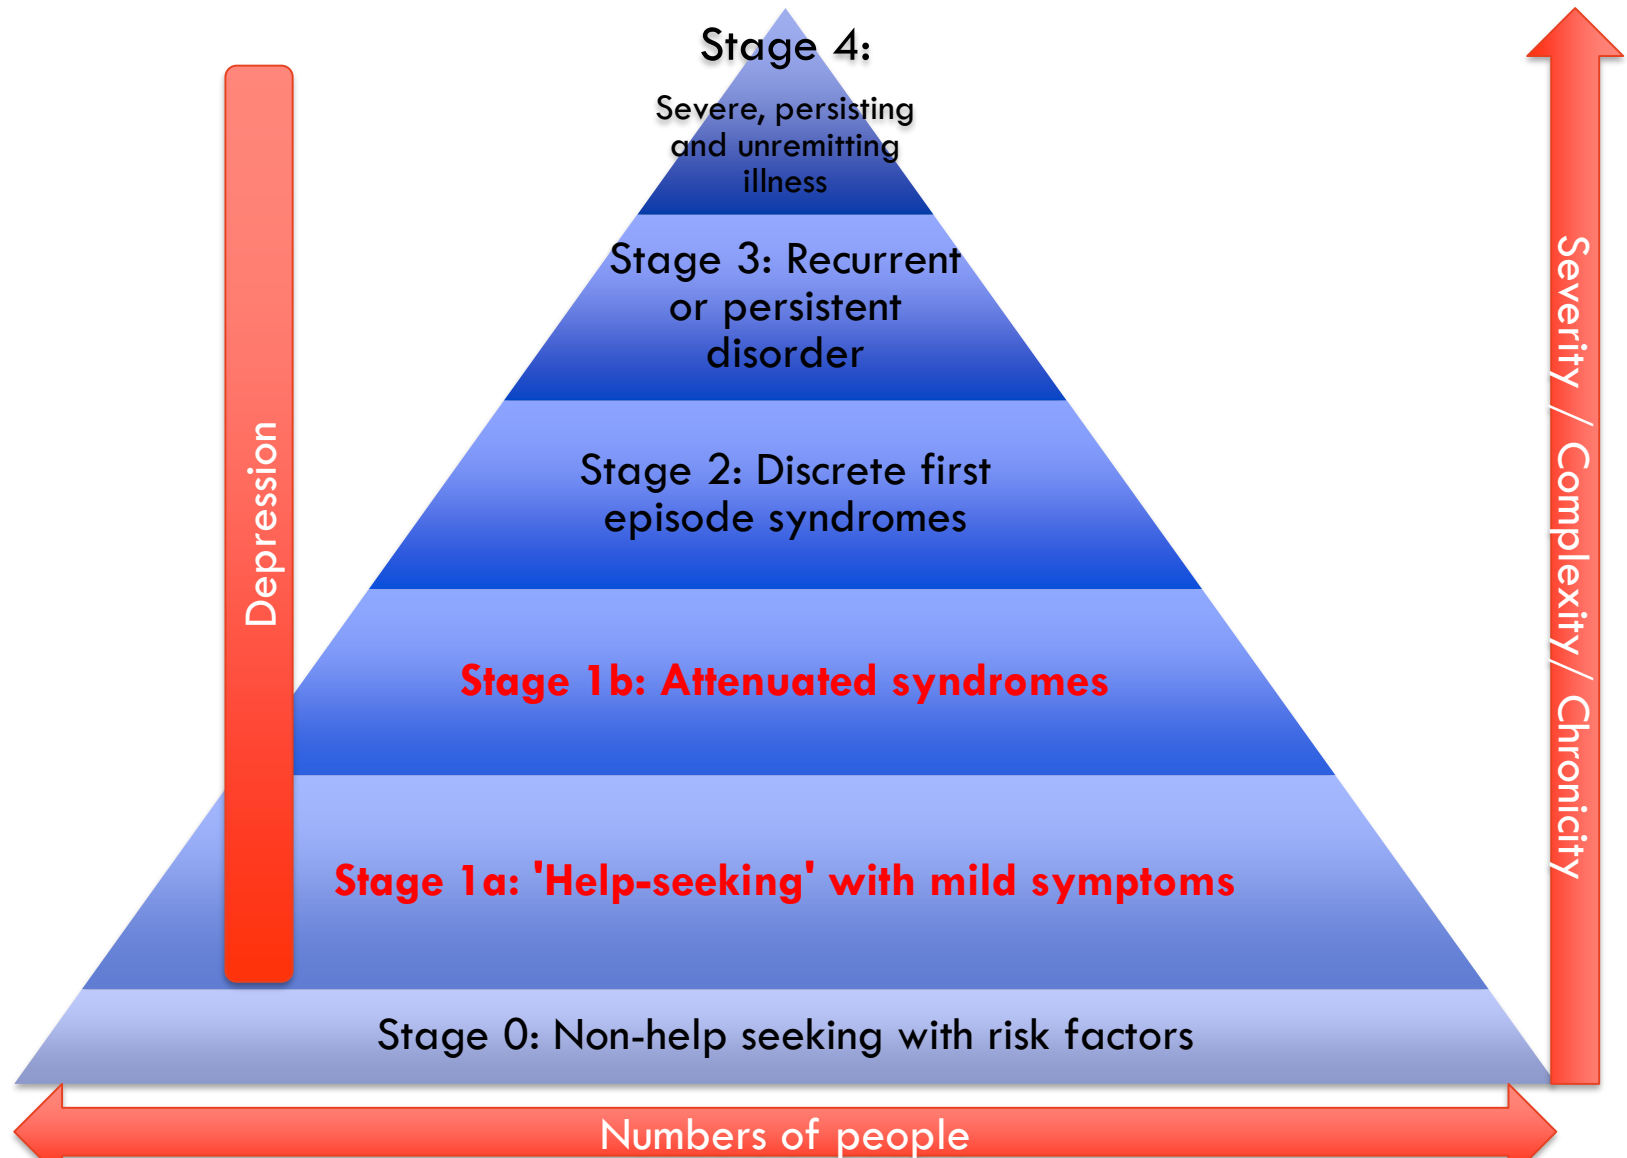 Stage 4:
Severe, persisting
and unremitting
illness
Stage 3: Recurrent
or persistent
disorder
Stage 2: Discrete first
episode syndromes
Stage 1b: Attenuated syndromes
Stage 1a: 'Help-seeking' with mild symptoms
Stage 0: Non-help seeking with risk factors
Depression
Severity / Complexity/ Chronicity
Numbers of people